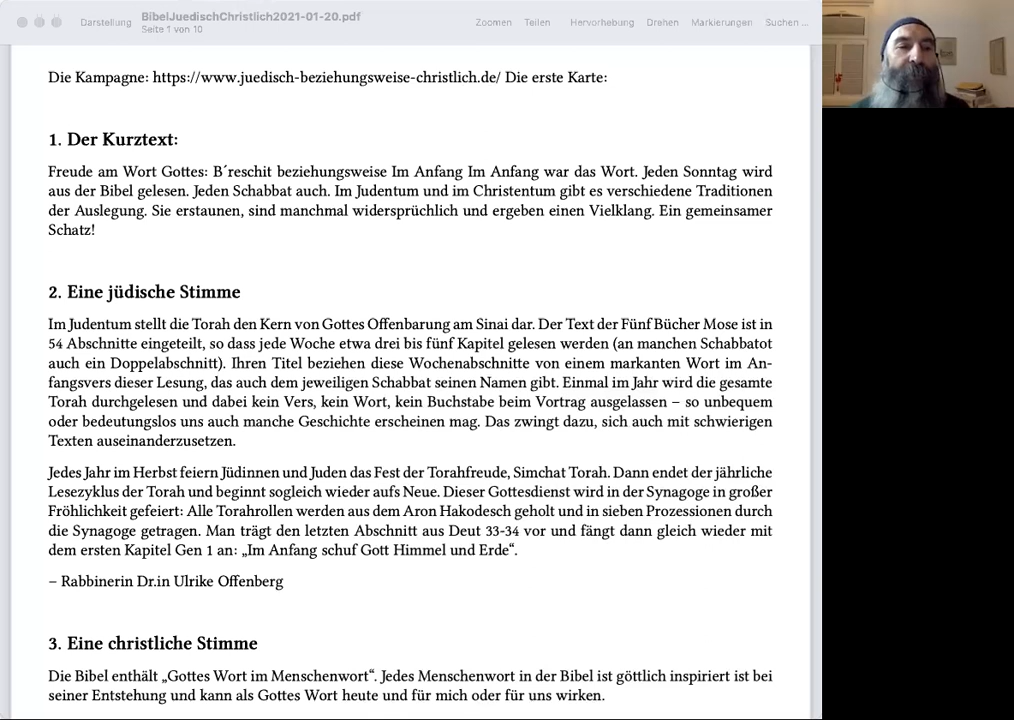 Darstellung
BibelJuedischChristlich2021-01-20.pdf
Seite 1 von 10
Zoomen Teilen Hervorhebung Drehen Markierungen Suchen ...
Die Kampagne: https://www.juedisch-beziehungsweise-christlich.de/ Die erste Karte:
1. Der Kurztext:
Freude am Wort Gottes: B´reschit beziehungsweise Im Anfang Im Anfang war das Wort. Jeden Sonntag wird
aus der Bibel gelesen. Jeden Schabbat auch. Im Judentum und im Christentum gibt es verschiedene Traditionen
der Auslegung. Sie erstaunen, sind manchmal widersprüchlich und ergeben einen Vielklang. Ein gemeinsamer
Schatz!
2. Eine jüdische Stimme
Im Judentum stellt die Torah den Kern von Gottes Offenbarung am Sinai dar. Der Text der Fünf Bücher Mose ist in
54 Abschnitte eingeteilt, so dass jede Woche etwa drei bis fünf Kapitel gelesen werden (an manchen Schabbatot
auch ein Doppelabschnitt). Ihren Titel beziehen diese Wochenabschnitte von einem markanten Wort im An-
fangsvers dieser Lesung, das auch dem jeweiligen Schabbat seinen Namen gibt. Einmal im Jahr wird die gesamte
Torah durchgelesen und dabei kein Vers, kein Wort, kein Buchstabe beim Vortrag ausgelassen – so unbequem
oder bedeutungslos uns auch manche Geschichte erscheinen mag. Das zwingt dazu, sich auch mit schwierigen
Texten auseinanderzusetzen.
Jedes Jahr im Herbst feiern Jüdinnen und Juden das Fest der Torahfreude, Simchat Torah. Dann endet der jährliche
Lesezyklus der Torah und beginnt sogleich wieder aufs Neue. Dieser Gottesdienst wird in der Synagoge in großer
Fröhlichkeit gefeiert: Alle Torahrollen werden aus dem Aron Hakodesch geholt und in sieben Prozessionen durch
die Synagoge getragen. Man trägt den letzten Abschnitt aus Deut 33-34 vor und fängt dann gleich wieder mit
dem ersten Kapitel Gen 1 an: „Im Anfang schuf Gott Himmel und Erde“.
– Rabbinerin Dr.in Ulrike Offenberg
3. Eine christliche Stimme
Die Bibel enthält „Gottes Wort im Menschenwort“. Jedes Menschenwort in der Bibel ist göttlich inspiriert ist bei
seiner Entstehung und kann als Gottes Wort heute und für mich oder für uns wirken.